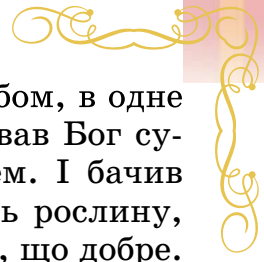 бом, в одне
вав Бог су-
ем. І бачив
ь рослину,
, що добре.